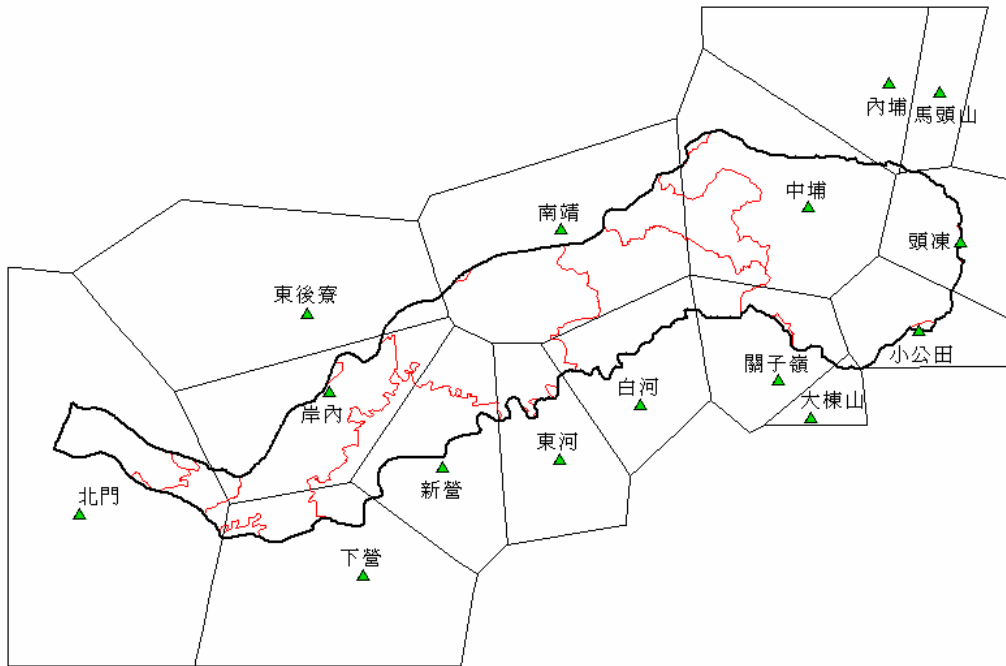 內埔
馬頭山
中埔
南靖
頭凍
東後寮
小公田
關子嶺
岸內
白河
大棟山
東河
新營
北門
下營